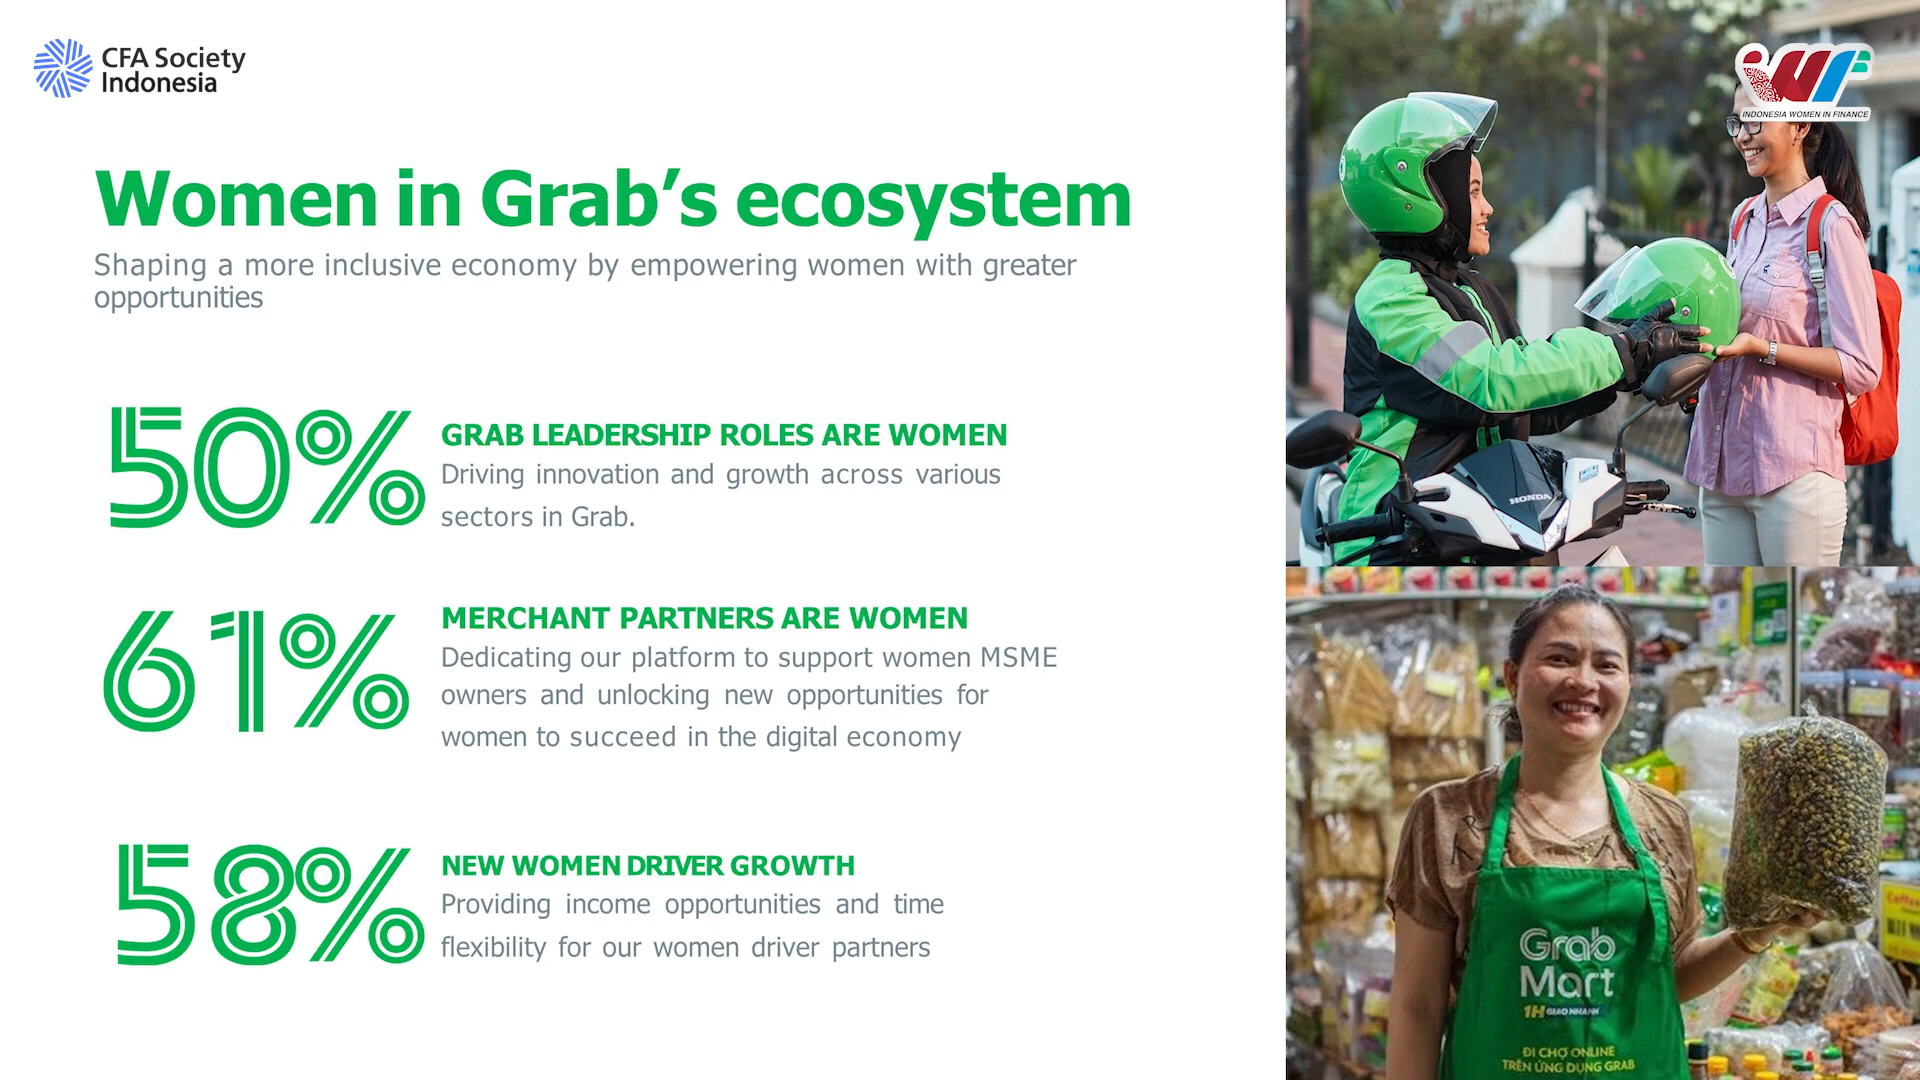 CFA Society
Indonesia
INDONESIA WOMEN IN FINANCE
Women in Grab’s ecosystem
Shaping a more inclusive economy by empowering women with greater
opportunities
50%
GRAB LEADERSHIP ROLES ARE WOMEN
Driving innovation and growth across various
sectors in Grab.
61%
MERCHANT PARTNERS ARE WOMEN
Dedicating our platform to support women MSME
owners and unlocking new opportunities for
women to succeed in the digital economy
58%
NEW WOMEN DRIVER GROWTH
Providing income opportunities and time
flexibility for our women driver partners
HONDA
Grab
Mart
1H GIAO NHANH
ĐI CHỢ ONLINE
TRÊN ỨNG DỤNG GRAB